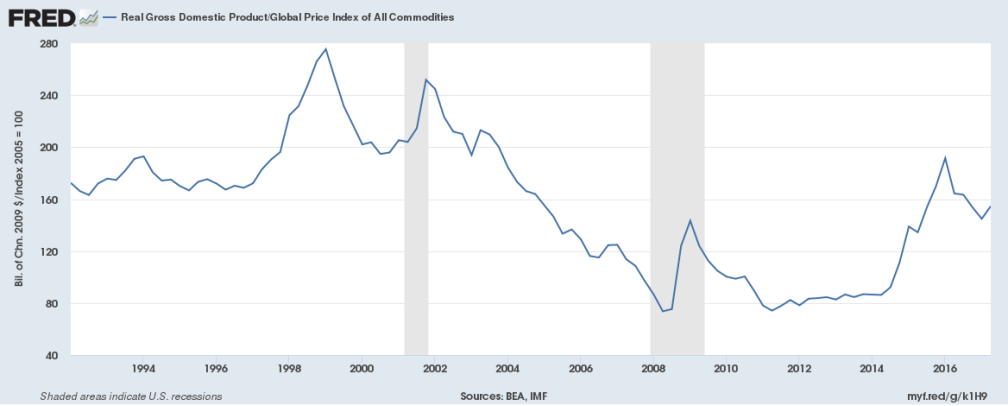 FRED
Real Gross Domestic Product/Global Price Index of All Commodities
280
240
200
160
120
80
40
Bil. of Chn. 2009 $/Index 2005 = 100
1994 1996 1998 2000 2002 2004 2006 2008 2010 2012 2014 2016
Shaded areas indicate U.S. recessions
Sources: BEA, IMF
myf.red/g/k1H9